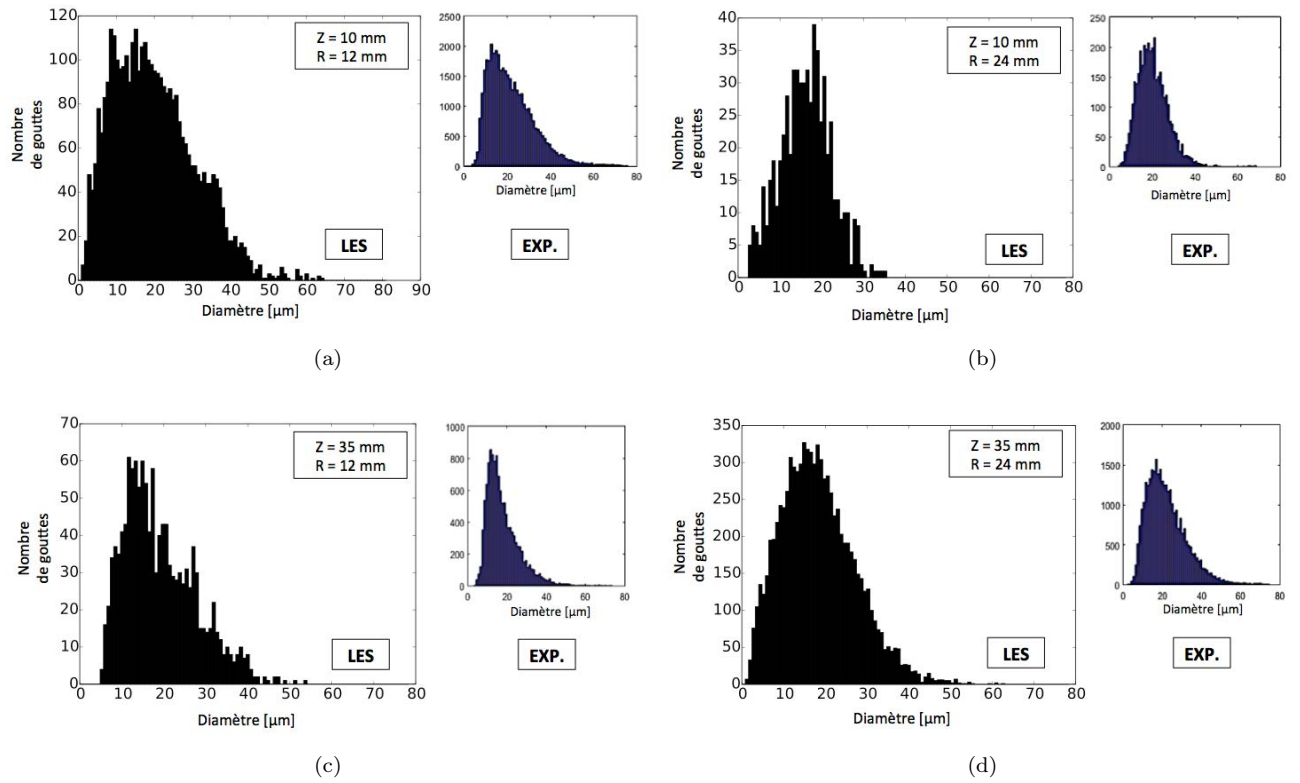 120
100
80
60
40
20
0
Nombre
de gouttes
0 10 20 30 40 50 60 70 80 90
Diamètre [µm]
Z = 10 mm
R = 12 mm
LES
2500
2000
1500
1000
500
0
0 20 40 60 80
Diamètre [µm]
EXP.
(a)
40
35
30
25
20
15
10
5
0
Nombre
de gouttes
0 10 20 30 40 50 60 70 80
Diamètre [µm]
Z = 10 mm
R = 24 mm
LES
250
200
150
100
50
0
0 20 40 60 80
Diamètre [µm]
EXP.
(b)
70
60
50
40
30
20
10
0
Nombre
de gouttes
0 10 20 30 40 50 60 70 80
Diamètre [µm]
Z = 35 mm
R = 12 mm
LES
1000
800
600
400
200
0
0 20 40 60 80
Diamètre [µm]
EXP.
(c)
350
300
250
200
150
100
50
0
Nombre
de gouttes
0 10 20 30 40 50 60 70 80
Diamètre [µm]
Z = 35 mm
R = 24 mm
LES
2000
1500
1000
500
0
0 20 40 60 80
Diamètre [µm]
EXP.
(d)